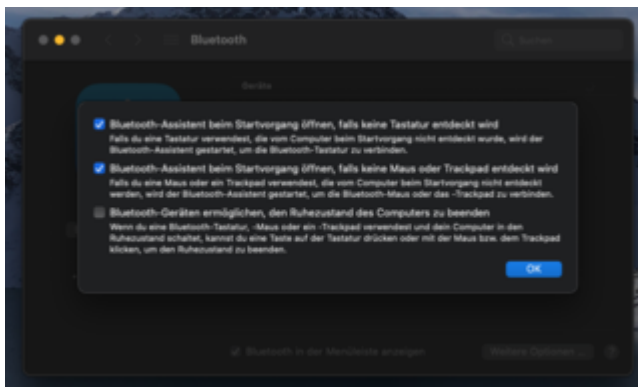 Bluetooth
Suchen
Geräte
Bluetooth-Assistent beim Startvorgang öffnen, falls keine Tastatur entdeckt wird
Falls du eine Tastatur verwendest, die vom Computer beim Startvorgang nicht entdeckt wurde, wird der
Bluetooth-Assistent gestartet, um die Bluetooth-Tastatur zu verbinden.
Bluetooth-Assistent beim Startvorgang öffnen, falls keine Maus oder Trackpad entdeckt wird
Falls du eine Maus oder ein Trackpad verwendest, die vom Computer beim Startvorgang nicht entdeckt
werden, wird der Bluetooth-Assistent gestartet, um die Bluetooth-Maus oder das -Trackpad zu verbinden.
Bluetooth-Geräten ermöglichen, den Ruhezustand des Computers zu beenden
Wenn du eine Bluetooth-Tastatur, -Maus oder ein -Trackpad verwendest und dein Computer in den
Ruhezustand schaltet, kannst du eine Taste auf der Tastatur drücken oder mit der Maus bzw. dem Trackpad
klicken, um den Ruhezustand zu beenden.
OK
Bluetooth in der Menüleiste anzeigen
Weitere Optionen ...
?